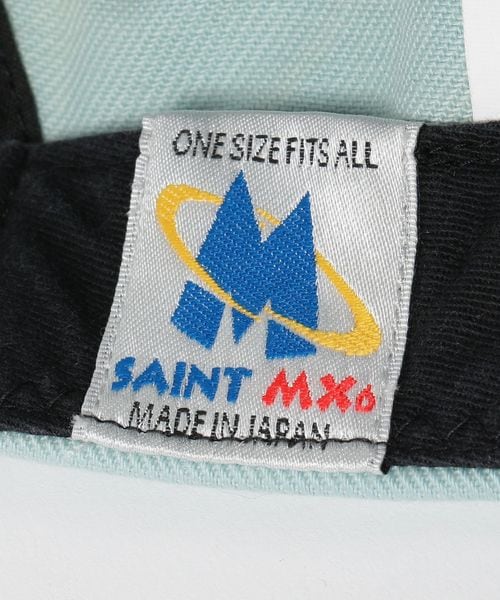 ONE SIZE FITS ALL
SAINT MX6
MADE IN JAPAN